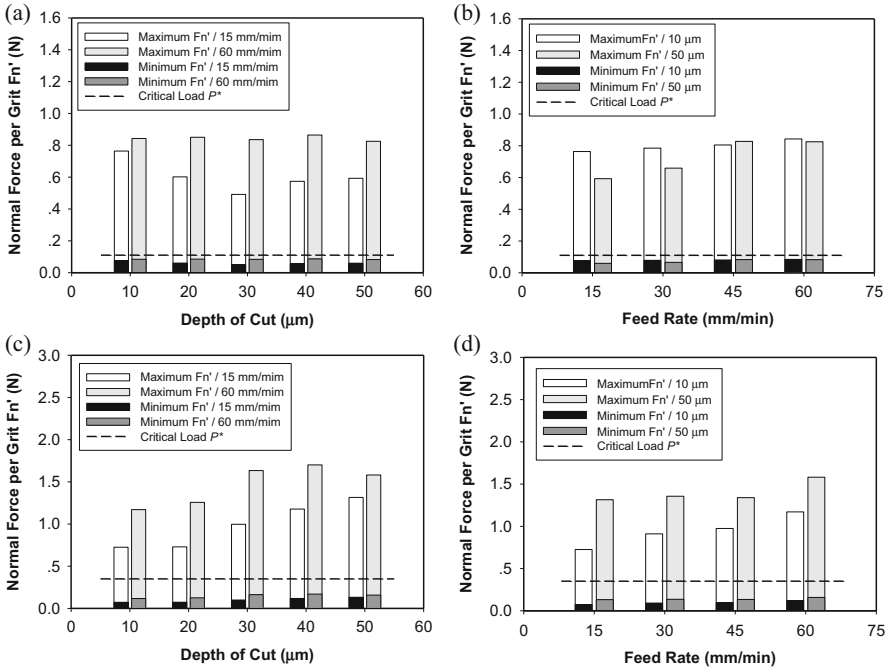 (a)
Normal Force per Grit Fn' (N)
1.6
1.4
1.2
1.0
.8
.6
.4
.2
0.0
Maximum Fn' / 15 mm/mim
Maximum Fn' / 60 mm/mim
Minimum Fn' / 15 mm/mim
Minimum Fn' / 60 mm/mim
Critical Load P*
0 10 20 30 40 50 60
Depth of Cut (μm)
(b)
Normal Force per Grit Fn' (N)
1.6
1.4
1.2
1.0
.8
.6
.4
.2
0.0
MaximumFn' / 10 μm
Maximum Fn' / 50 μm
Minimum Fn' / 10 μm
Minimum Fn' / 50 μm
Critical Load P*
0 15 30 45 60 75
Feed Rate (mm/min)
(c)
Normal Force per Grit Fn' (N)
3.0
2.5
2.0
1.5
1.0
.5
0.0
Maximum Fn' / 15 mm/mim
Maximum Fn' / 60 mm/mim
Minimum Fn' / 15 mm/mim
Minimum Fn' / 60 mm/mim
Critical Load P*
0 10 20 30 40 50 60
Depth of Cut (μm)
(d)
Normal Force per Grit Fn' (N)
3.0
2.5
2.0
1.5
1.0
.5
0.0
MaximumFn' / 10 μm
Maximum Fn' / 50 μm
Minimum Fn' / 10 μm
Minimum Fn' / 50 μm
Critical Load P*
0 15 30 45 60 75
Feed Rate (mm/min)